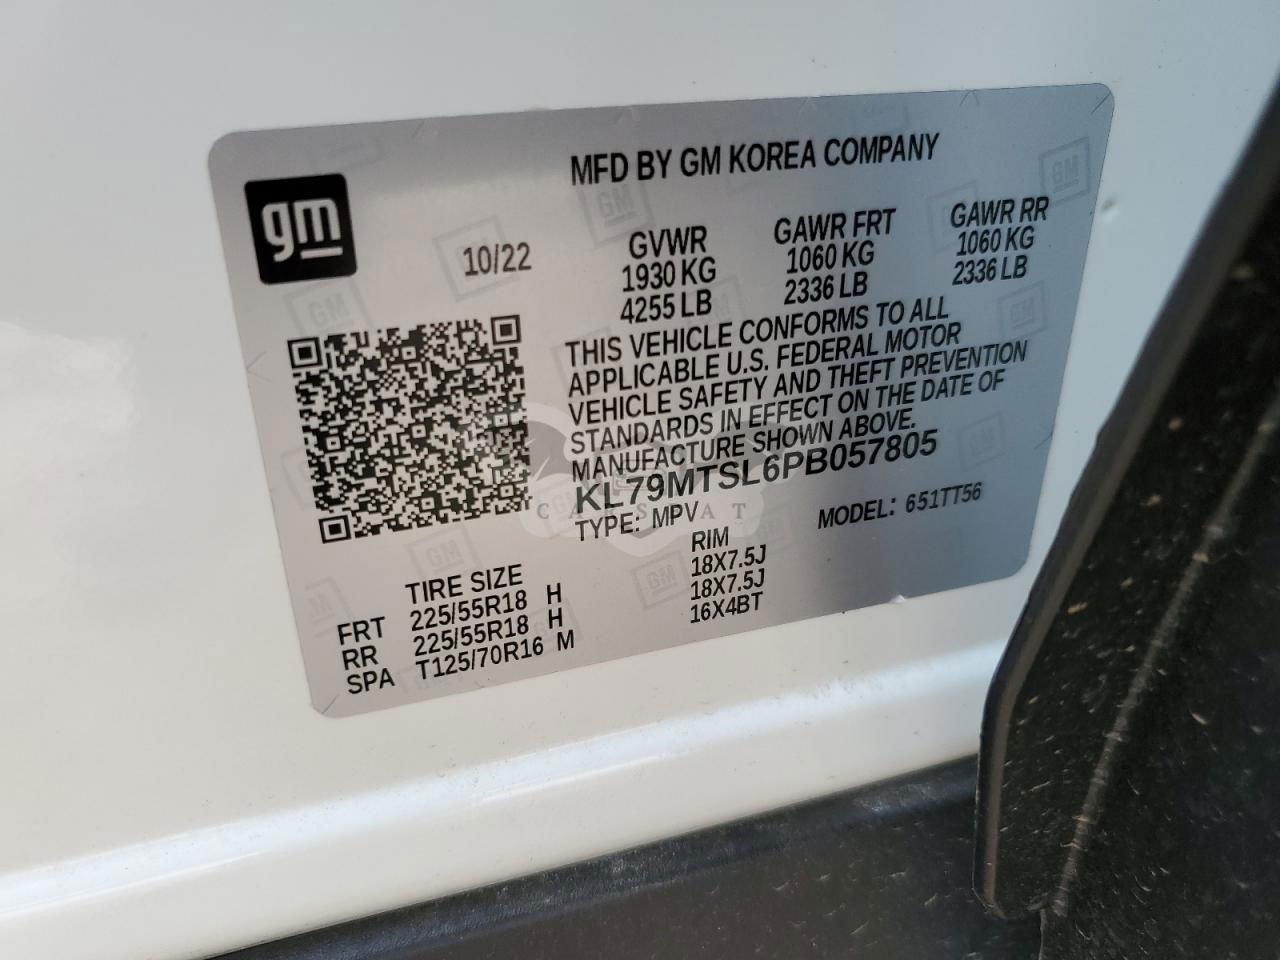 MFD BY GM KOREA COMPANY
gm
10/22
GVWR
1930 KG
4255 LB
GAWR FRT
1060 KG
2336 LB
GAWR RR
1060 KG
2336 LB
THIS VEHICLE CONFORMS TO ALL
APPLICABLE U.S. FEDERAL MOTOR
VEHICLE SAFETY AND THEFT PREVENTION
STANDARDS IN EFFECT ON THE DATE OF
MANUFACTURE SHOWN ABOVE.
KL79MTSL6PB057805
TYPE: MPV
MODEL: 651TT56
TIRE SIZE
RIM
FRT 225/55R18 H 18X7.5J
RR 225/55R18 H 18X7.5J
SPA T125/70R16 M 16X4BT